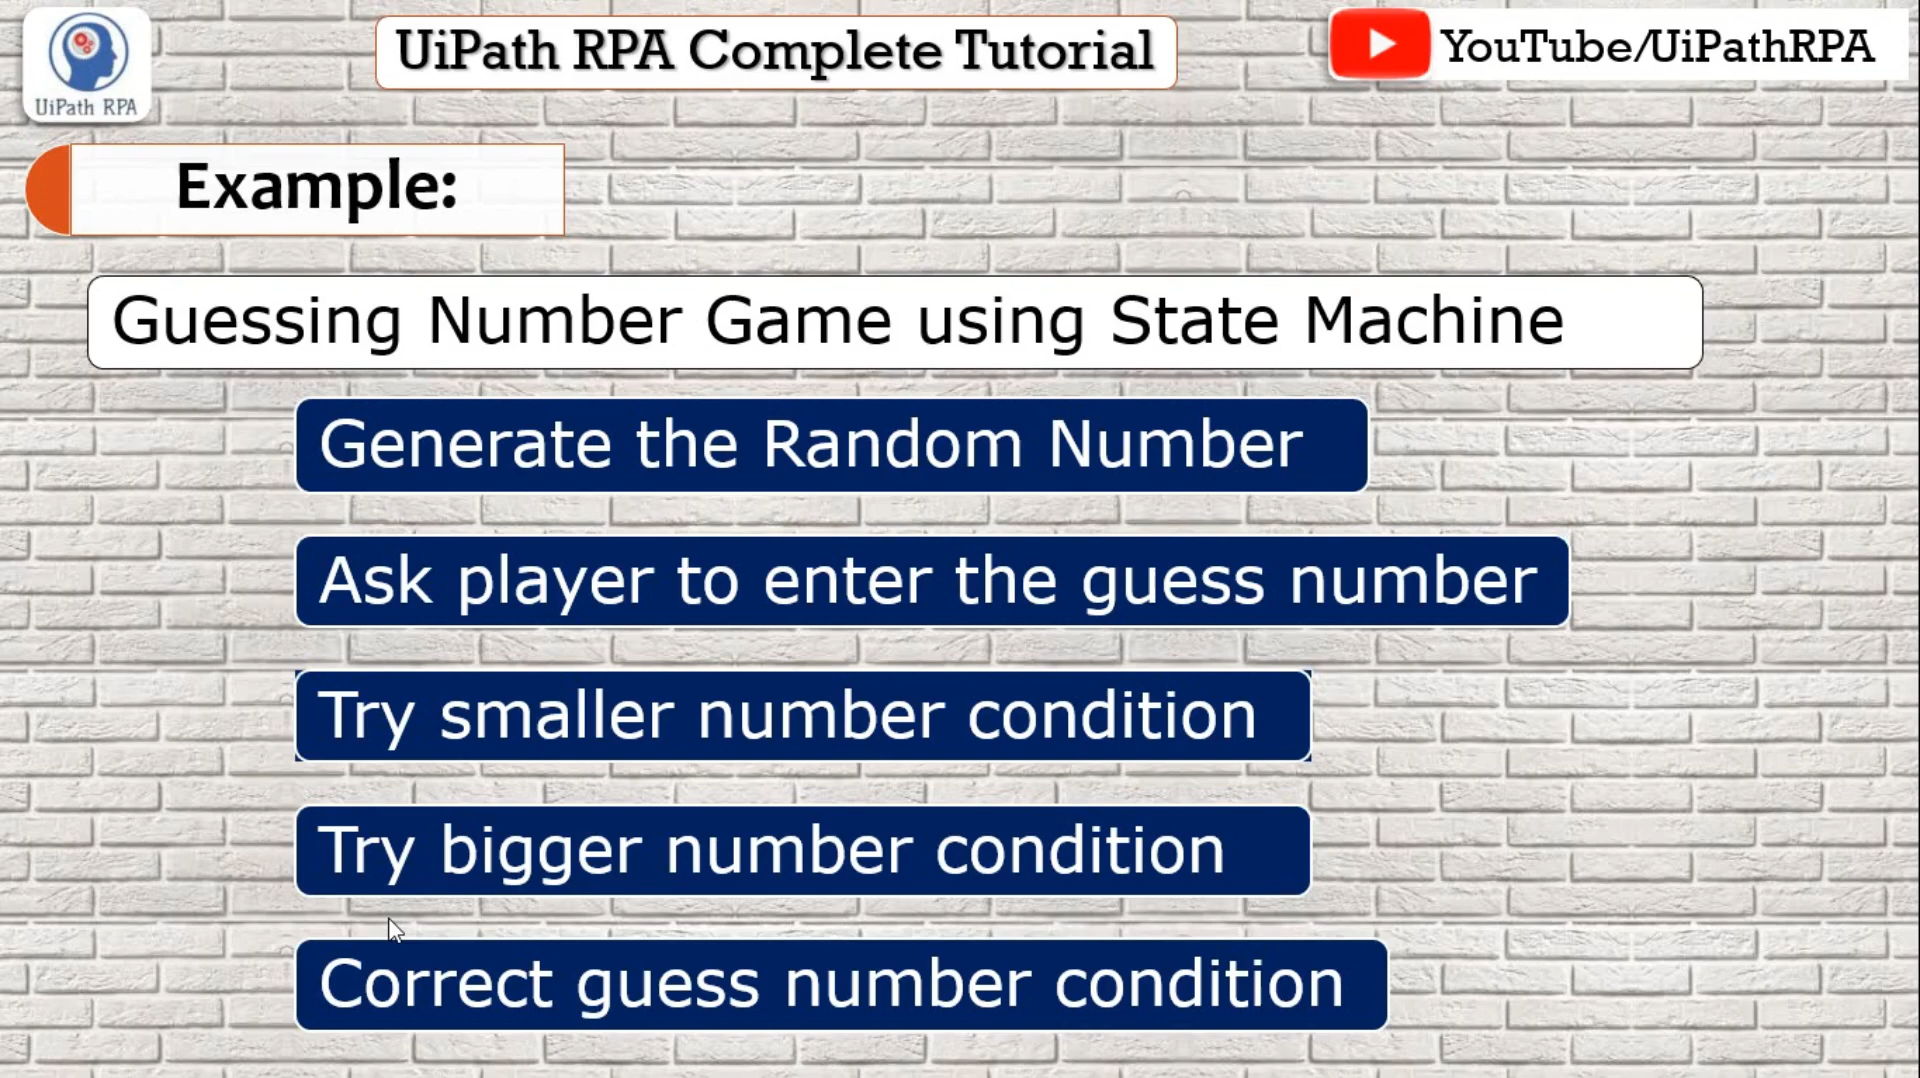 UiPath RPA
UiPath RPA Complete Tutorial
YouTube/UiPathRPA
Example:
Guessing Number Game using State Machine
Generate the Random Number
Ask player to enter the guess number
Try smaller number condition
Try bigger number condition
Correct guess number condition